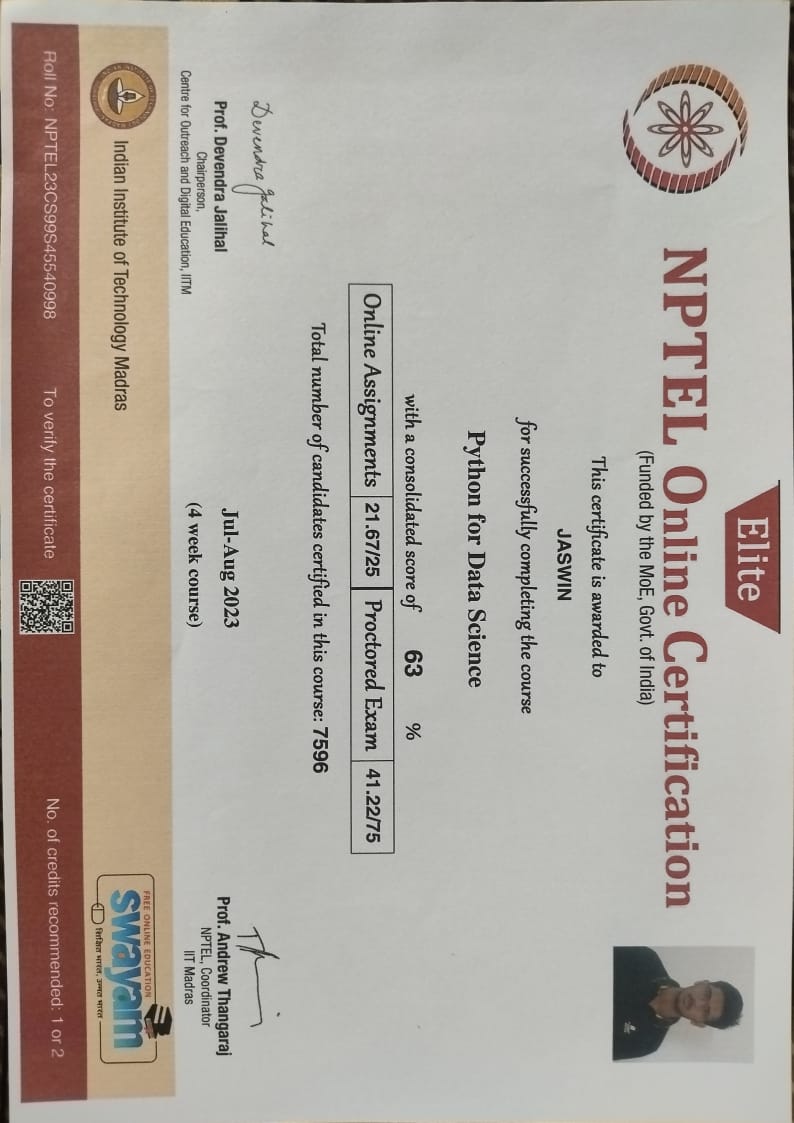 Elite
NPTEL Online Certification
(Funded by the MoE, Govt. of India)
This certificate is awarded to
JASWIN
for successfully completing the course
Python for Data Science
with a consolidated score of 63 %
Online Assignments 21.67/25 Proctored Exam 41.22/75
Total number of candidates certified in this course: 7596
Devendra Jalihal
Prof. Devendra Jalihal
Chairperson,
Centre for Outreach and Digital Education, IITM
Jul-Aug 2023
(4 week course)
Prof. Andrew Thangaraj
NPTEL, Coordinator
IIT Madras
Indian Institute of Technology Madras
FREE ONLINE EDUCATION
swayam
शिक्षित भारत, उन्नत भारत
Roll No: NPTEL23CS99S45540998
To verify the certificate
No. of credits recommended: 1 or 2